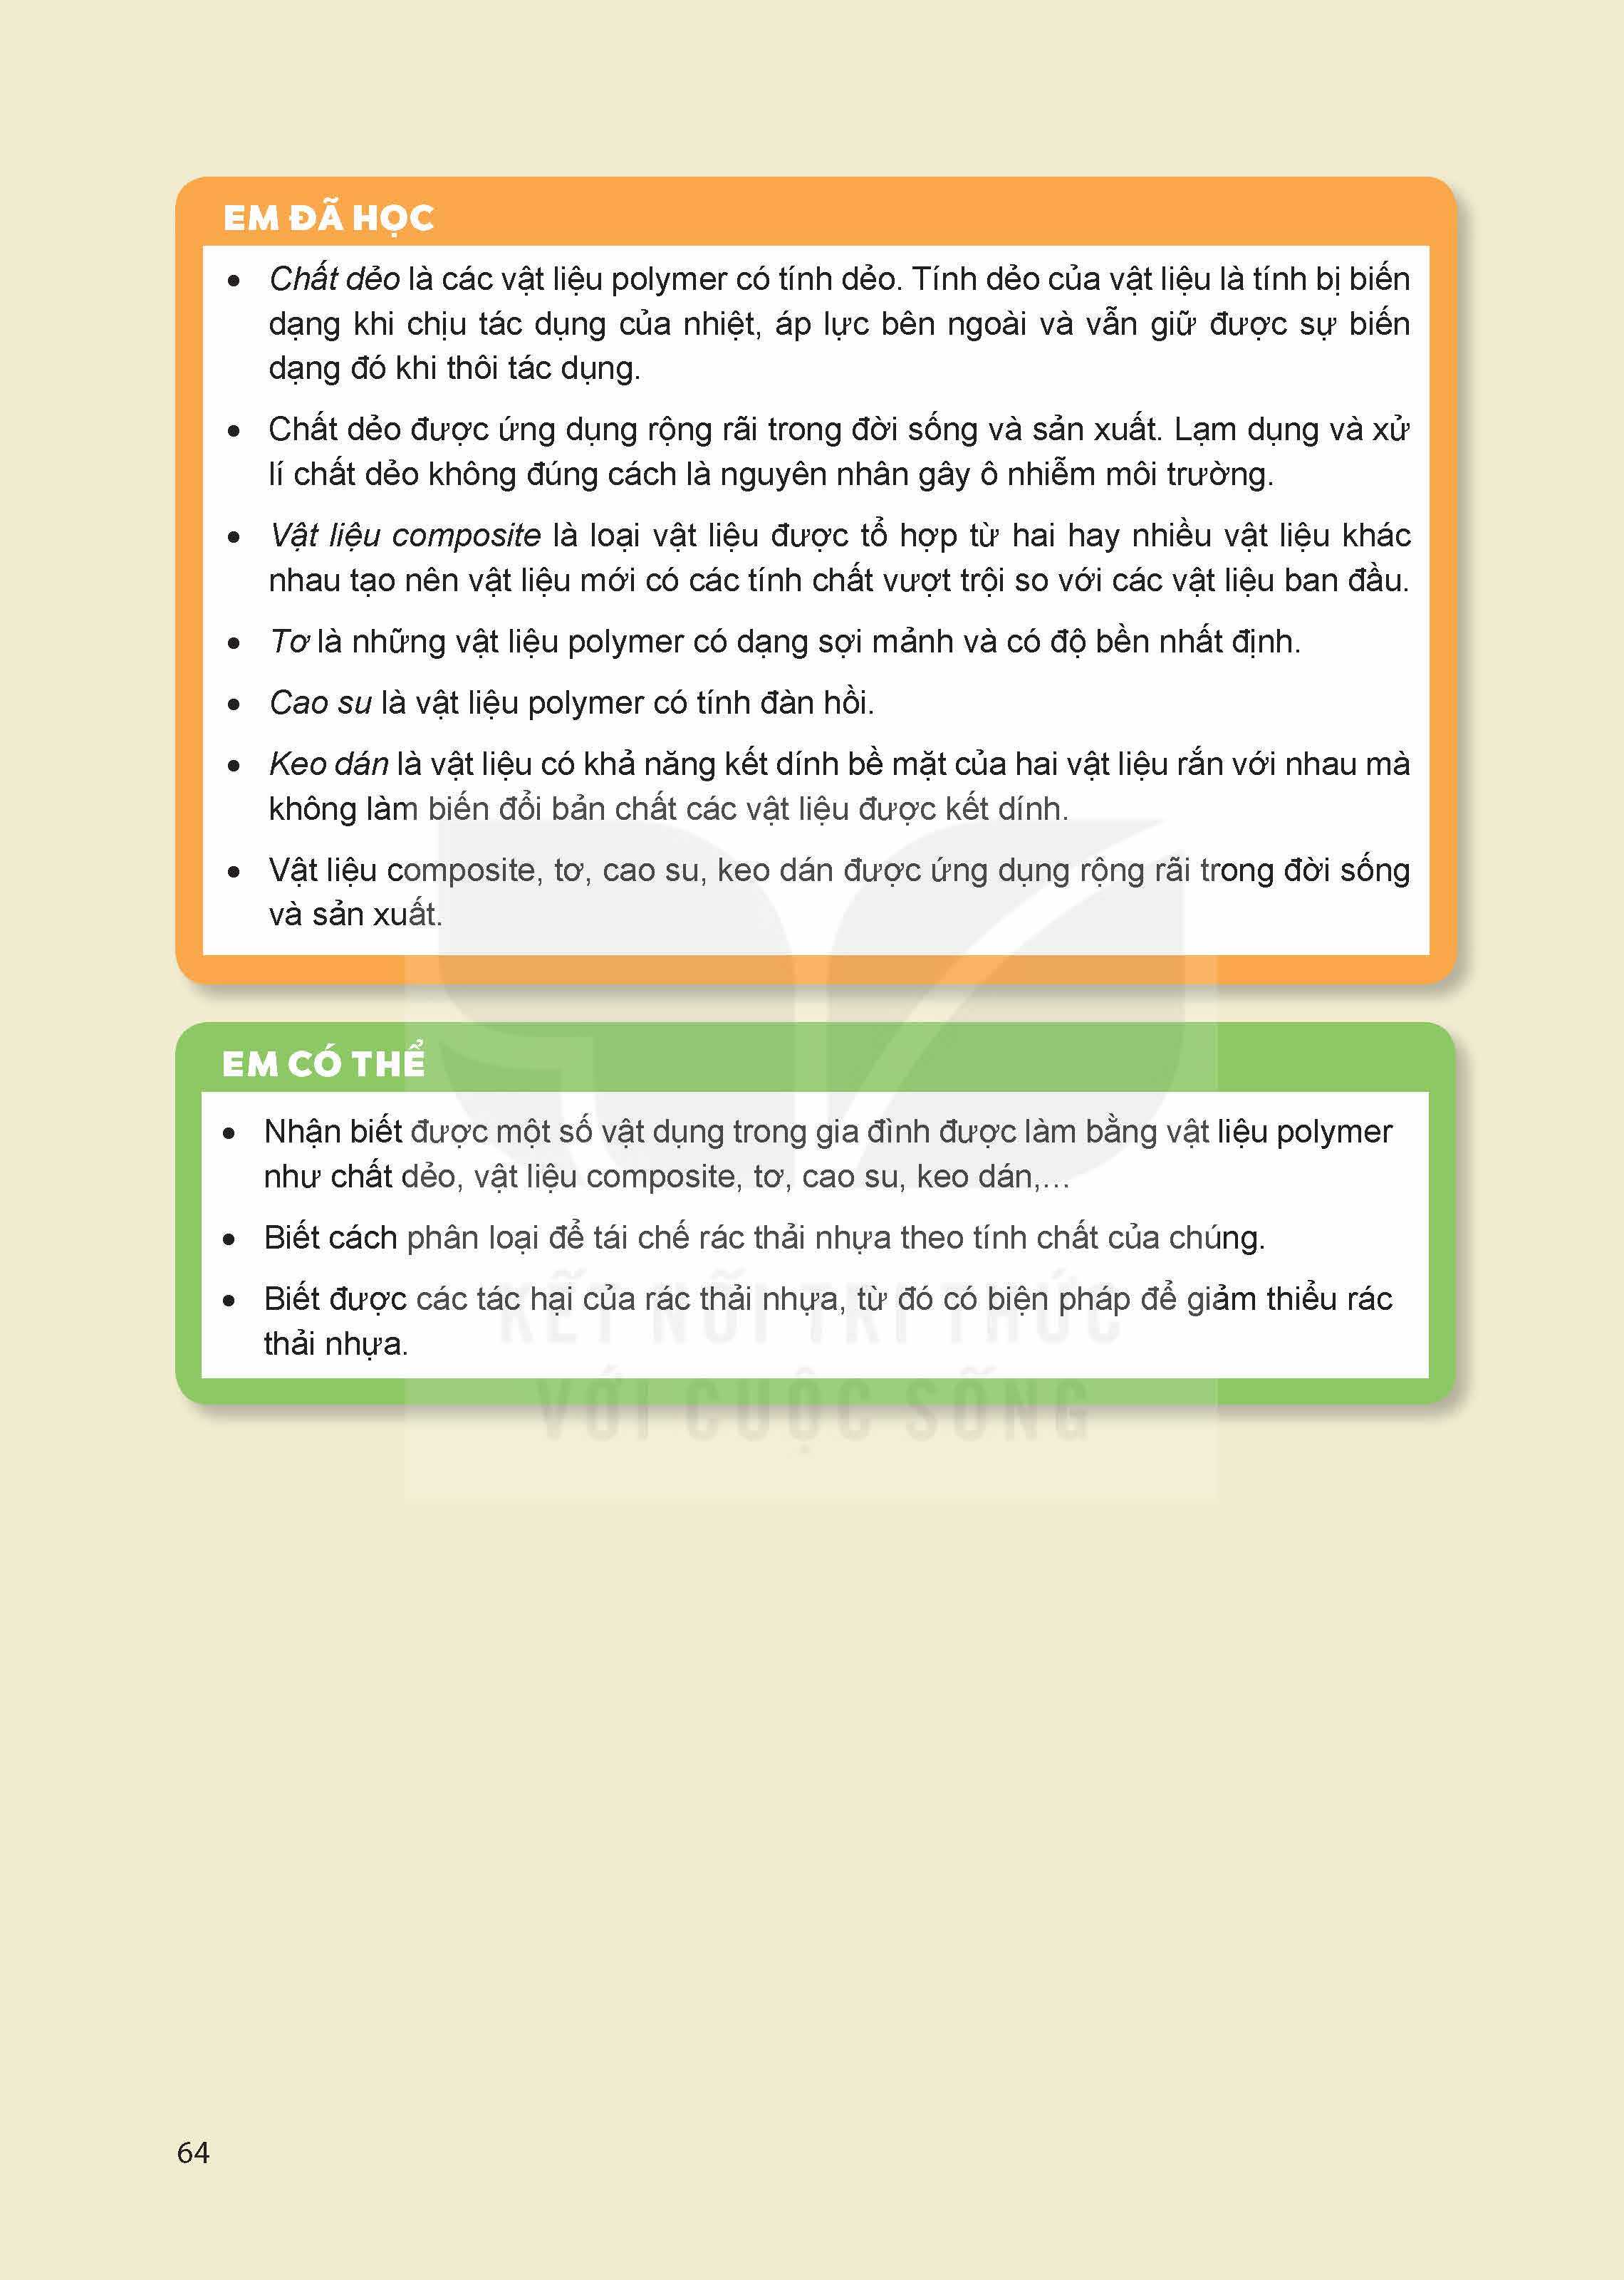 EM ĐÃ HỌC
• Chất dẻo là các vật liệu polymer có tính dẻo. Tính dẻo của vật liệu là tính bị biến
dạng khi chịu tác dụng của nhiệt, áp lực bên ngoài và vẫn giữ được sự biến
dạng đó khi thôi tác dụng.
• Chất dẻo được ứng dụng rộng rãi trong đời sống và sản xuất. Lạm dụng và xử
lí chất dẻo không đúng cách là nguyên nhân gây ô nhiễm môi trường.
• Vật liệu composite là loại vật liệu được tổ hợp từ hai hay nhiều vật liệu khác
nhau tạo nên vật liệu mới có các tính chất vượt trội so với các vật liệu ban đầu.
• Tơ là những vật liệu polymer có dạng sợi mảnh và có độ bền nhất định.
• Cao su là vật liệu polymer có tính đàn hồi.
• Keo dán là vật liệu có khả năng kết dính bề mặt của hai vật liệu rắn với nhau mà
không làm biến đổi bản chất các vật liệu được kết dính.
• Vật liệu composite, tơ, cao su, keo dán được ứng dụng rộng rãi trong đời sống
và sản xuất.
EM CÓ THỂ
• Nhận biết được một số vật dụng trong gia đình được làm bằng vật liệu polymer
như chất dẻo, vật liệu composite, tơ, cao su, keo dán,...
• Biết cách phân loại để tái chế rác thải nhựa theo tính chất của chúng.
• Biết được các tác hại của rác thải nhựa, từ đó có biện pháp để giảm thiểu rác
thải nhựa.
KẾT NỐI TRI THỨC
VỚI CUỘC SỐNG
64